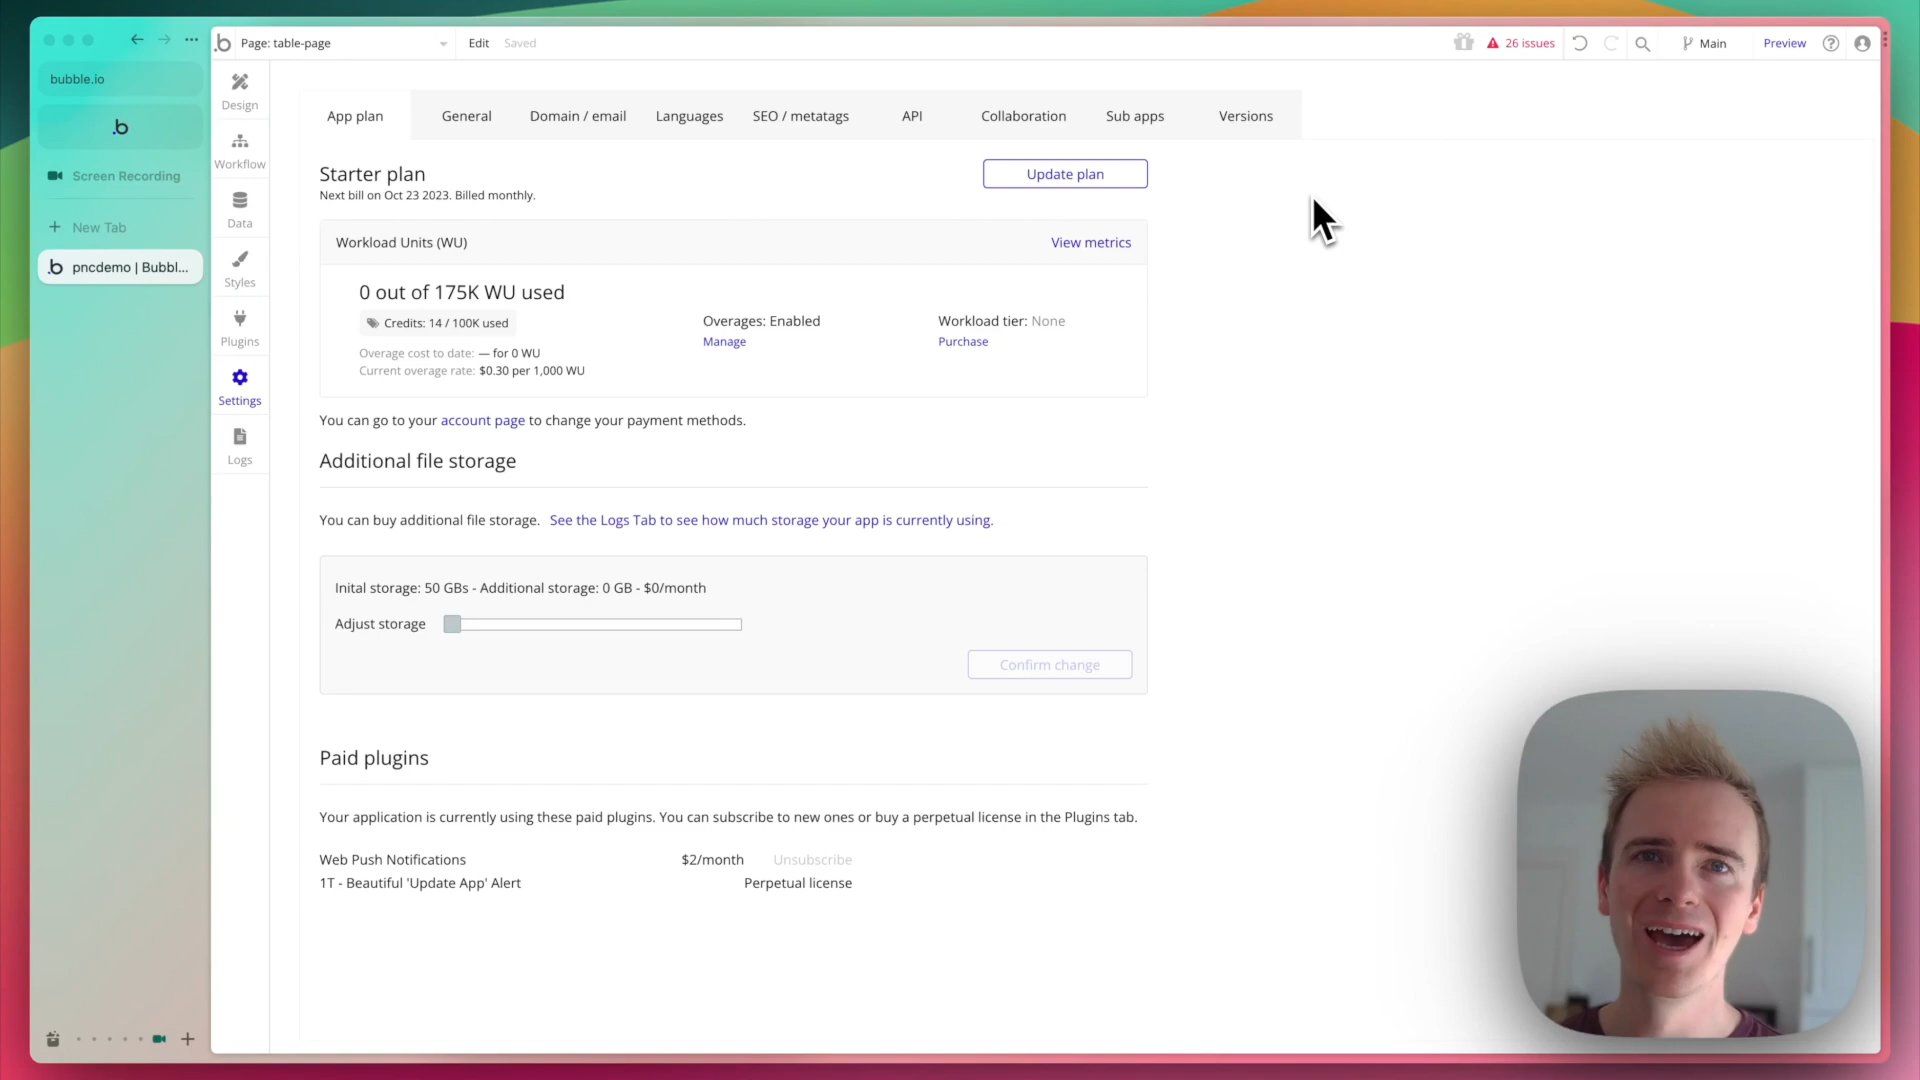 bubble.io
Screen Recording
New Tab
pncdemo | Bubbl...
Page: table-page
Edit
Saved
26 issues
Main
Preview
Design
Workflow
Data
Styles
Plugins
Settings
Logs
App plan
General
Domain / email
Languages
SEO / metatags
API
Collaboration
Sub apps
Versions
Starter plan
Next bill on Oct 23 2023. Billed monthly.
Update plan
Workload Units (WU)
View metrics
0 out of 175K WU used
Credits: 14 / 100K used
Overage cost to date: — for 0 WU
Current overage rate: $0.30 per 1,000 WU
Overages: Enabled
Manage
Workload tier: None
Purchase
You can go to your account page to change your payment methods.
Additional file storage
You can buy additional file storage. See the Logs Tab to see how much storage your app is currently using.
Inital storage: 50 GBs - Additional storage: 0 GB - $0/month
Adjust storage
Confirm change
Paid plugins
Your application is currently using these paid plugins. You can subscribe to new ones or buy a perpetual license in the Plugins tab.
Web Push Notifications $2/month Unsubscribe
1T - Beautiful 'Update App' Alert Perpetual license